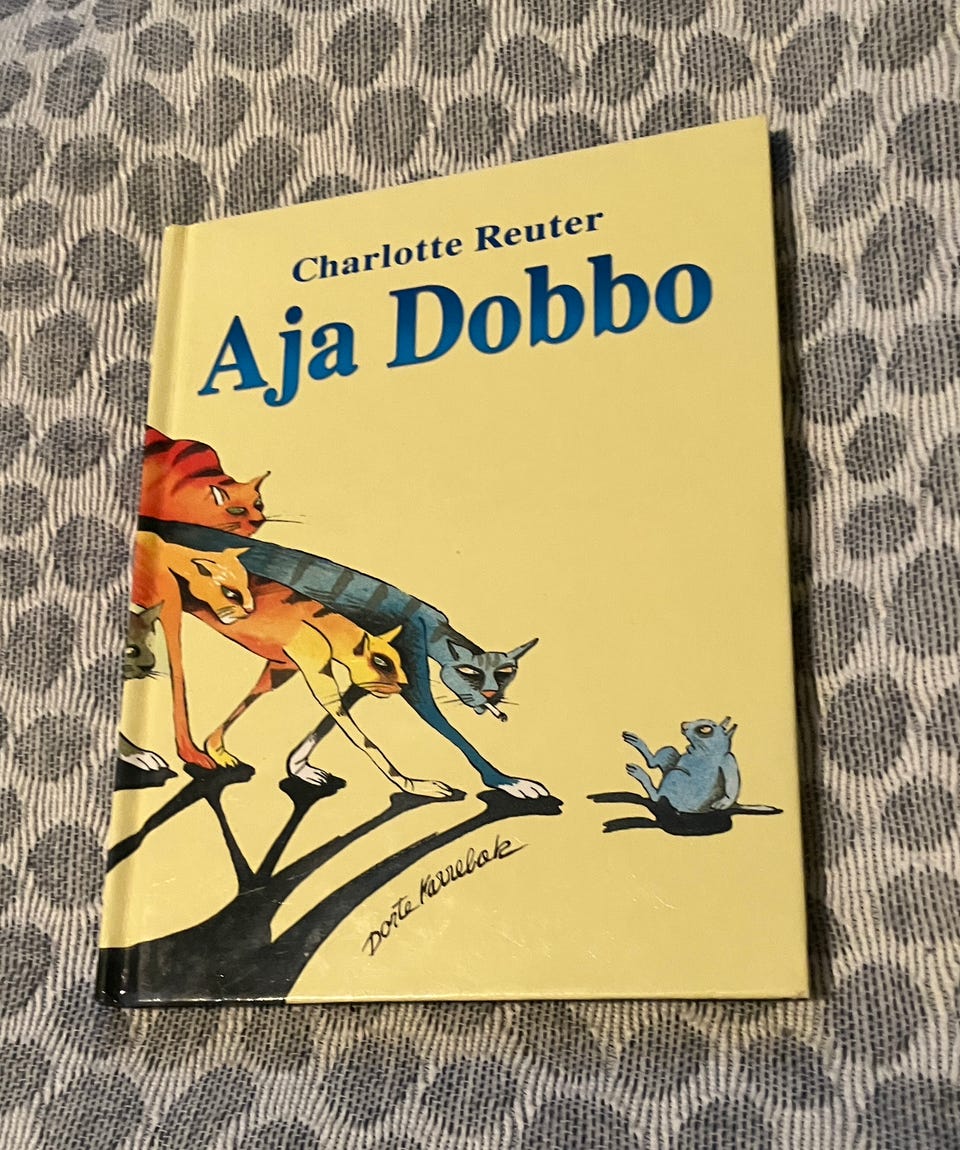 Charlotte Reuter
Aja Dobbo
Dorte Karrebæk